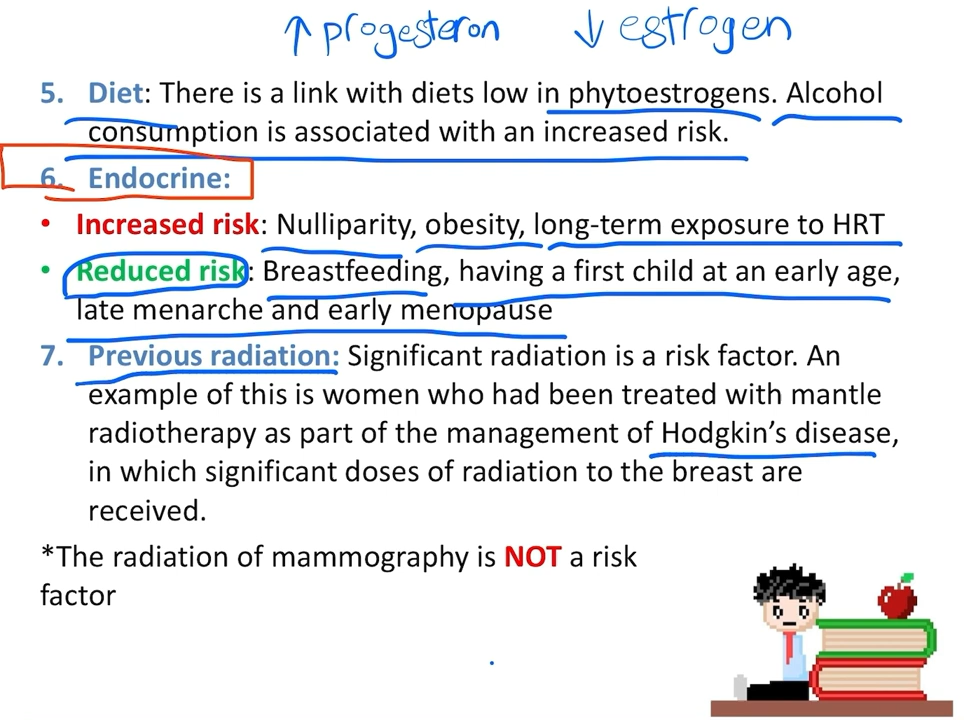 ↑ progesteron ↓ estrogen
5. Diet: There is a link with diets low in phytoestrogens. Alcohol
consumption is associated with an increased risk.
6. Endocrine:
• Increased risk: Nulliparity, obesity, long-term exposure to HRT
• Reduced risk: Breastfeeding, having a first child at an early age,
late menarche and early menopause
7. Previous radiation: Significant radiation is a risk factor. An
example of this is women who had been treated with mantle
radiotherapy as part of the management of Hodgkin’s disease,
in which significant doses of radiation to the breast are
received.
*The radiation of mammography is NOT a risk
factor